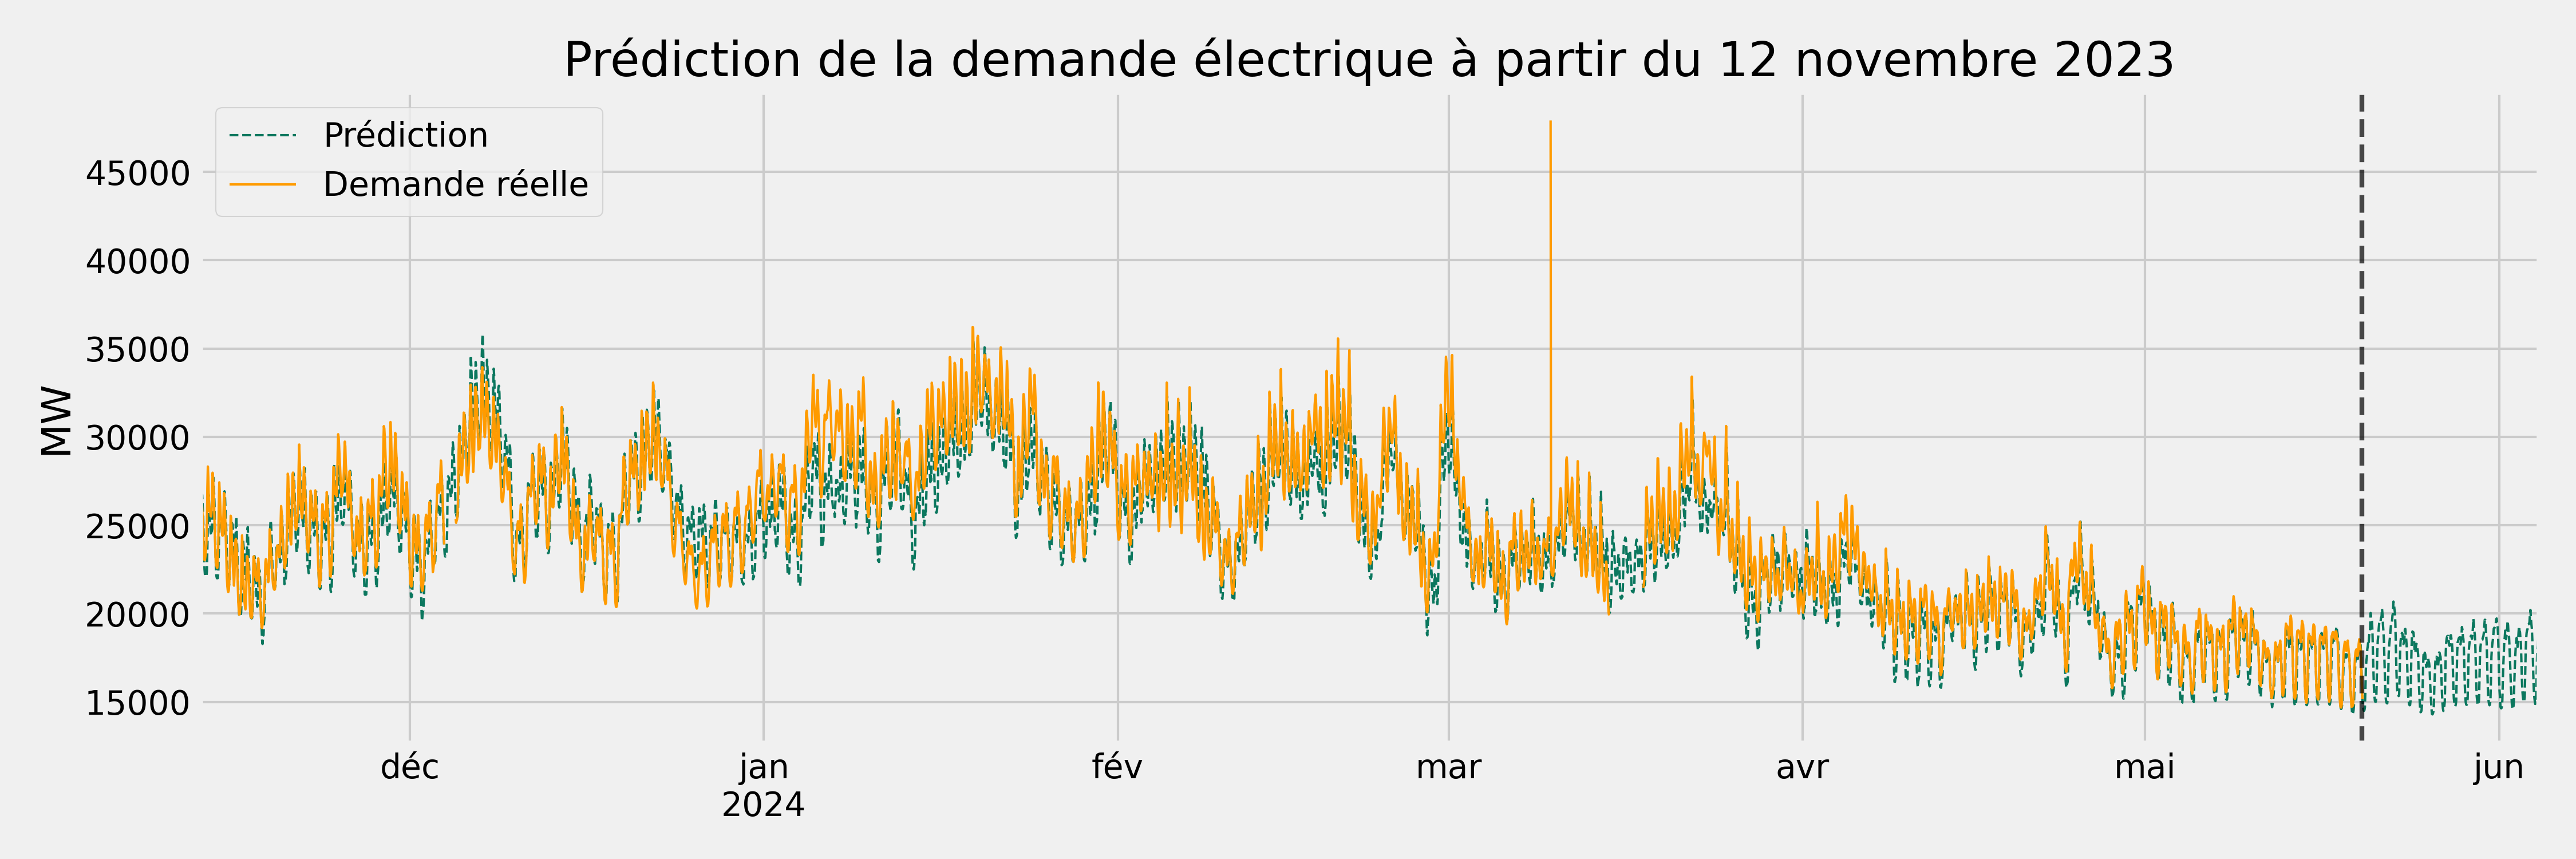 Prédiction de la demande électrique à partir du 12 novembre 2023
Prédiction
Demande réelle
45000
40000
35000
30000
25000
20000
15000
MW
déc
jan
2024
fév
mar
avr
mai
jun